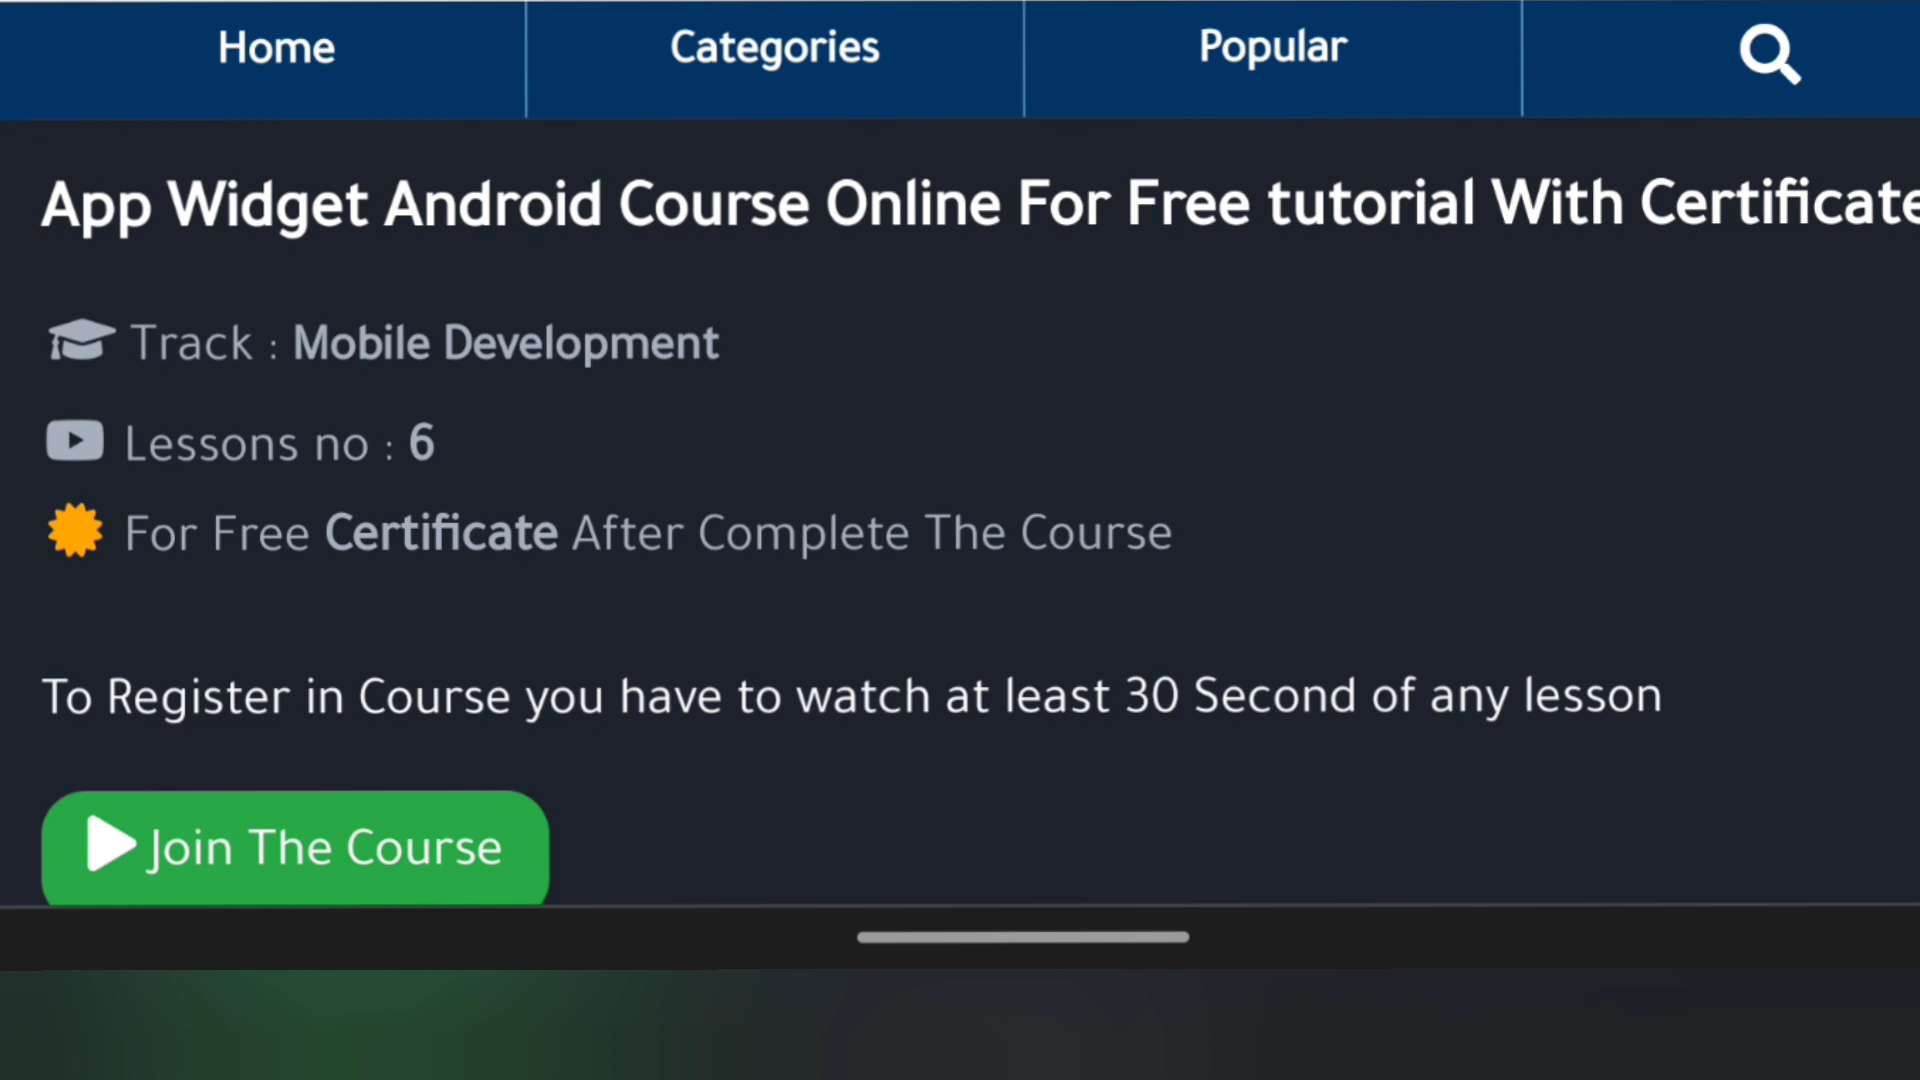 Home Categories Popular
App Widget Android Course Online For Free tutorial With Certificate
Track : Mobile Development
Lessons no : 6
For Free Certificate After Complete The Course
To Register in Course you have to watch at least 30 Second of any lesson
Join The Course